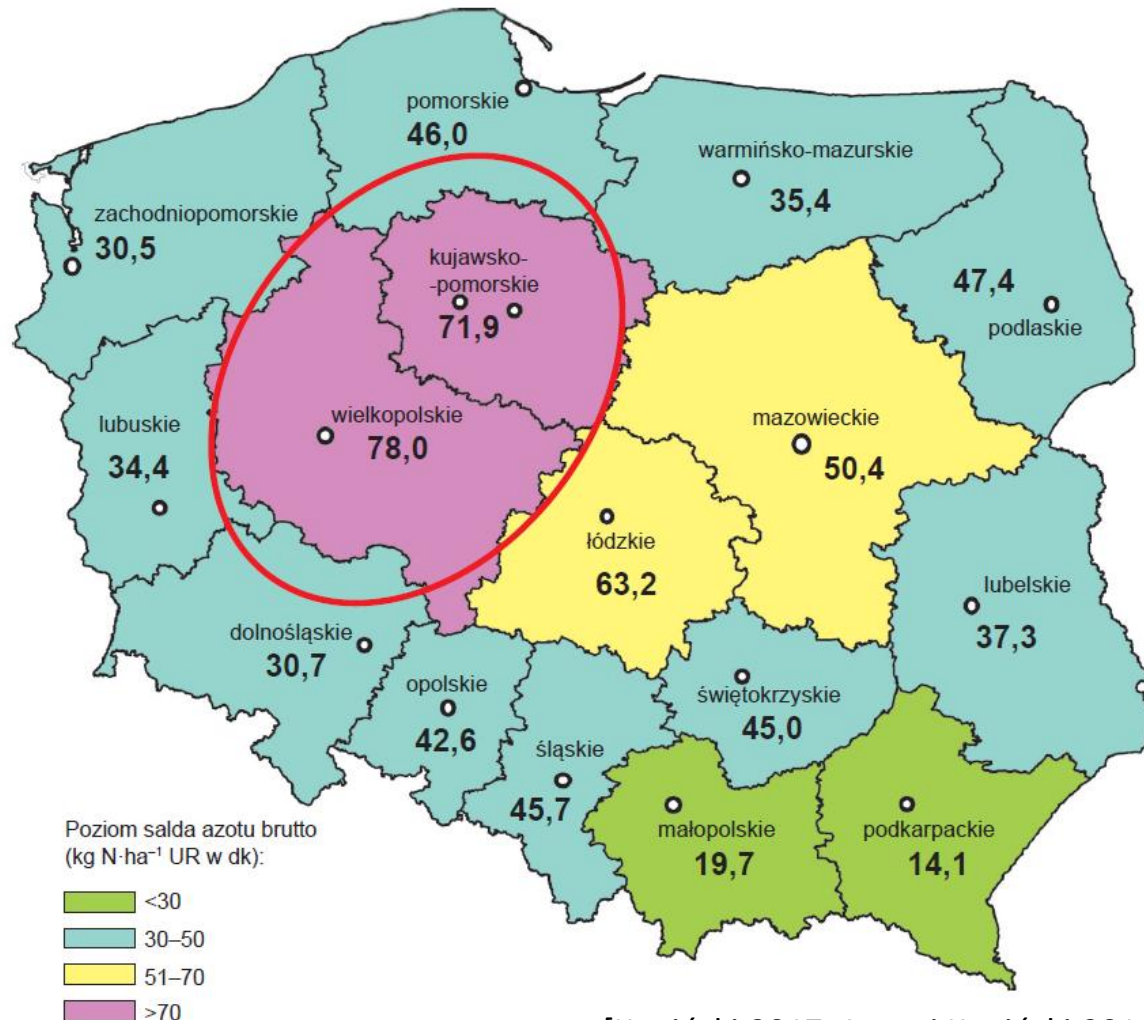 pomorskie
46,0
warmińsko-mazurskie
35,4
zachodniopomorskie
30,5
kujawsko-
-pomorskie
71,9
47,4
podlaskie
lubuskie
34,4
wielkopolskie
78,0
mazowieckie
50,4
łódzkie
63,2
lubelskie
37,3
dolnośląskie
30,7
opolskie
42,6
świętokrzyskie
45,0
śląskie
45,7
małopolskie
19,7
podkarpackie
14,1
Poziom salda azotu brutto
(kg N·ha⁻¹ UR w dk):
<30
30–50
51–70
>70